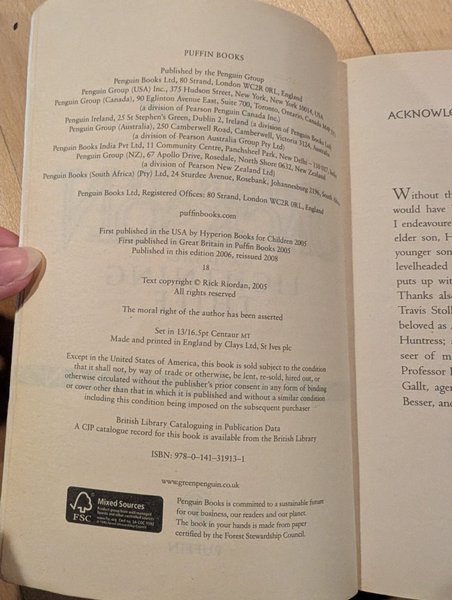 PUFFIN BOOKS
Published by the Penguin Group
Penguin Books Ltd, 80 Strand, London WC2R 0RL, England
Penguin Group (USA) Inc., 375 Hudson Street, New York, New York 10014, USA
Penguin Group (Canada), 90 Eglinton Avenue East, Suite 700, Toronto, Ontario, Canada
(a division of Pearson Penguin Canada Inc.)
Penguin Ireland, 25 St Stephen's Green, Dublin 2, Ireland (a division of Penguin Books Ltd)
Penguin Group (Australia), 250 Camberwell Road, Camberwell, Victoria 3124, Australia
(a division of Pearson Australia Group Pty Ltd)
Penguin Books India Pvt Ltd, 11 Community Centre, Panchsheel Park, New Delhi – 110 017, India
Penguin Group (NZ), 67 Apollo Drive, Rosedale, North Shore 0632, New Zealand
(a division of Pearson New Zealand Ltd)
Penguin Books (South Africa) (Pty) Ltd, 24 Sturdee Avenue, Rosebank, Johannesburg 2196, South
Penguin Books Ltd, Registered Offices: 80 Strand, London WC2R 0RL, England
puffinbooks.com
First published in the USA by Hyperion Books for Children 2005
First published in Great Britain in Puffin Books 2005
Published in this edition 2006, reissued 2008
18
Text copyright © Rick Riordan, 2005
All rights reserved
The moral right of the author has been asserted
Set in 13/16.5pt Centaur MT
Made and printed in England by Clays Ltd, St Ives plc
Except in the United States of America, this book is sold subject to the condition
that it shall not, by way of trade or otherwise, be lent, re-sold, hired out, or
otherwise circulated without the publisher's prior consent in any form of binding
or cover other than that in which it is published and without a similar condition
including this condition being imposed on the subsequent purchaser
British Library Cataloguing in Publication Data
A CIP catalogue record for this book is available from the British Library
ISBN: 978-0-141-31913-1
www.greenpenguin.co.uk
FSC
Mixed Sources
Product group from well-managed
forests and other controlled sources
Penguin Books is committed to a sustainable future
for our business, our readers and our planet.
The book in your hands is made from paper
certified by the Forest Stewardship Council.
ACKNOWL
Without th
would have
I endeavoure
elder son, H
younger son
levelheaded
puts up wit
Thanks also
Travis Stoll
beloved as
Huntress;
seer of m
Professor
Gallt, agen
Besser, and